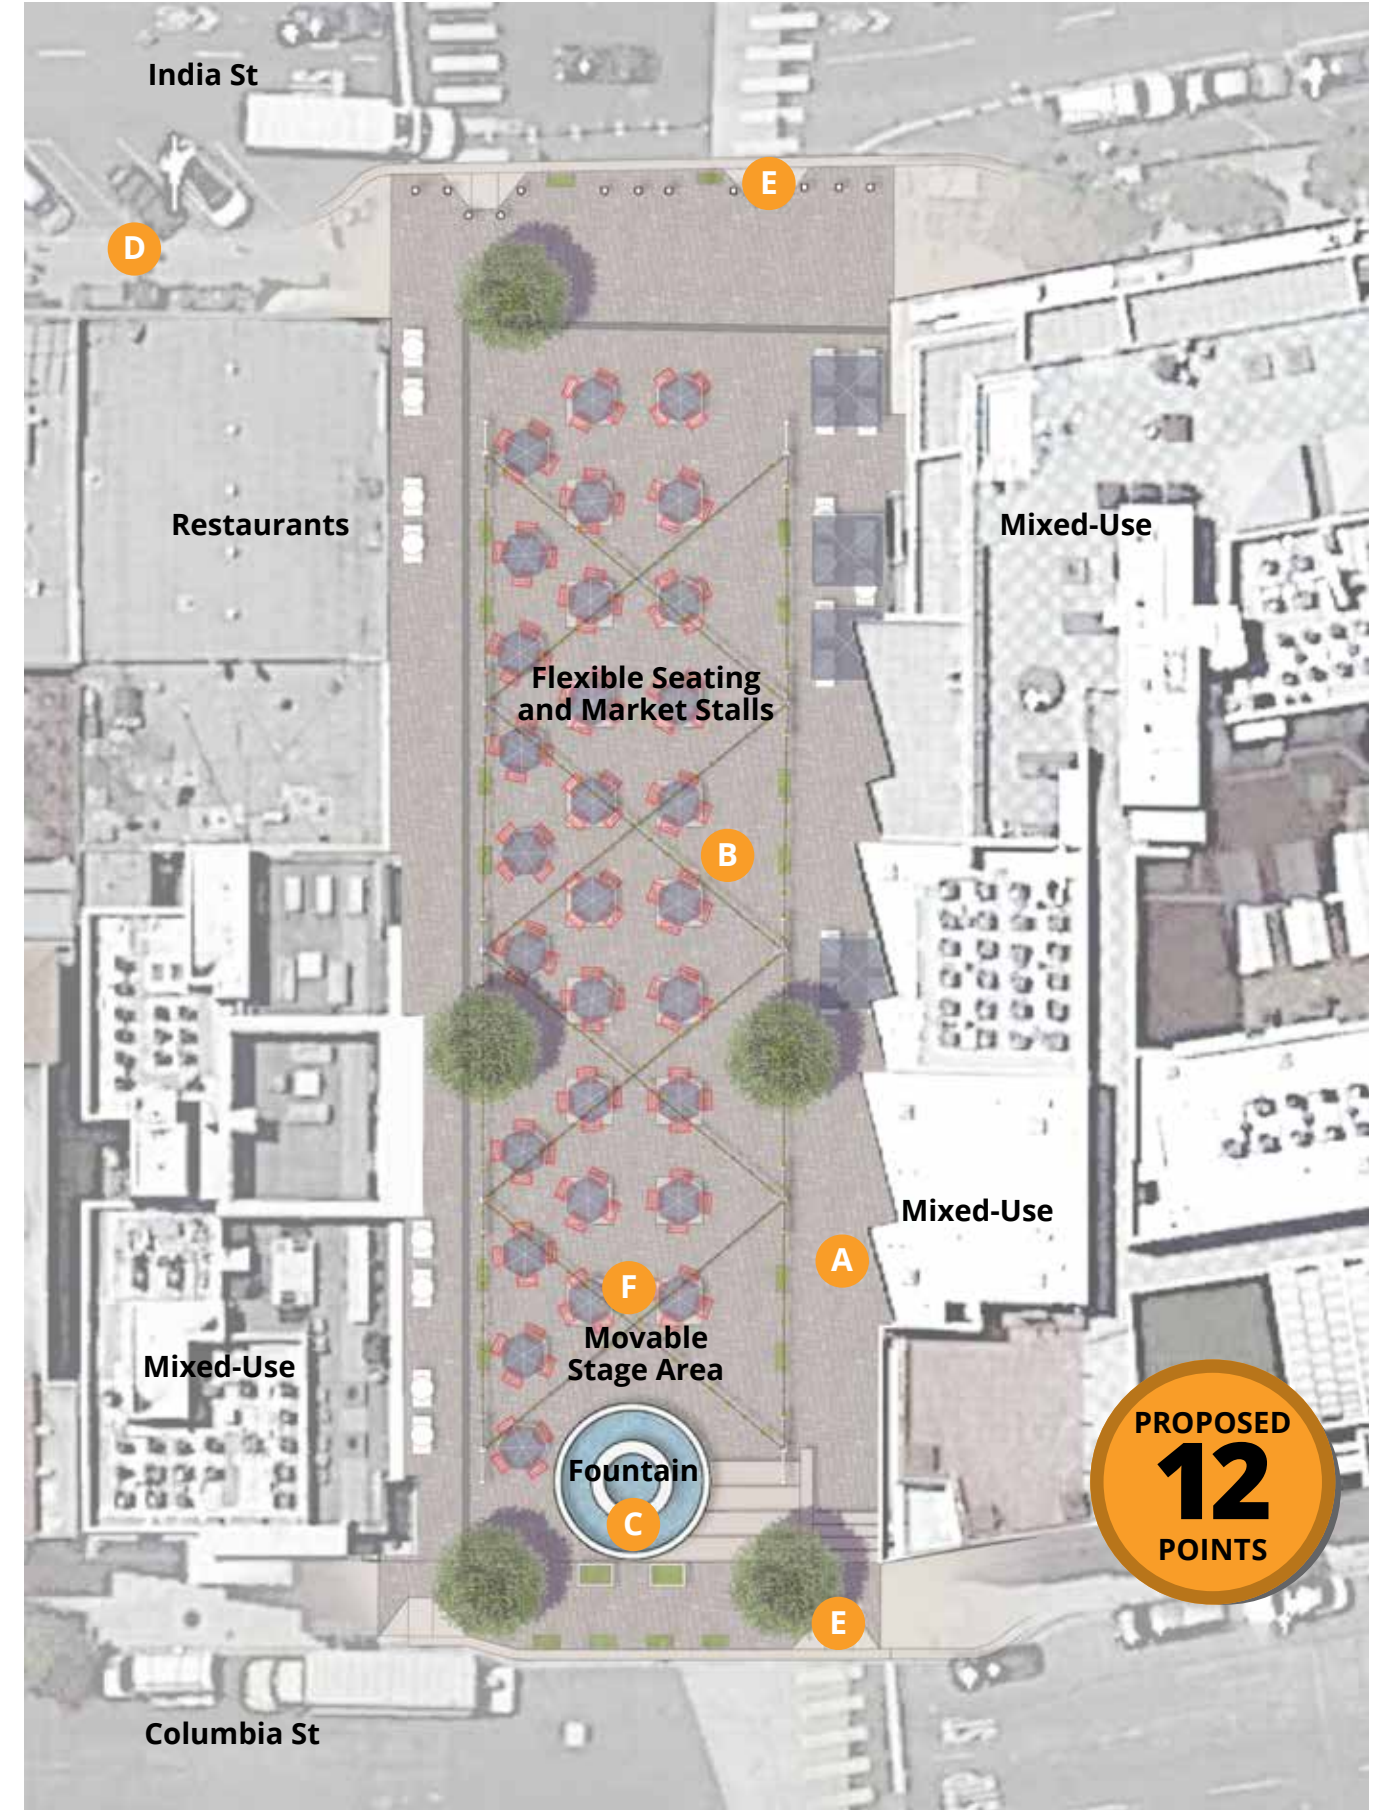 India St
E
D
Restaurants
Mixed-Use
Flexible Seating
and Market Stalls
B
Mixed-Use
A
F
Movable
Stage Area
Mixed-Use
PROPOSED
12
POINTS
Fountain
C
E
Columbia St